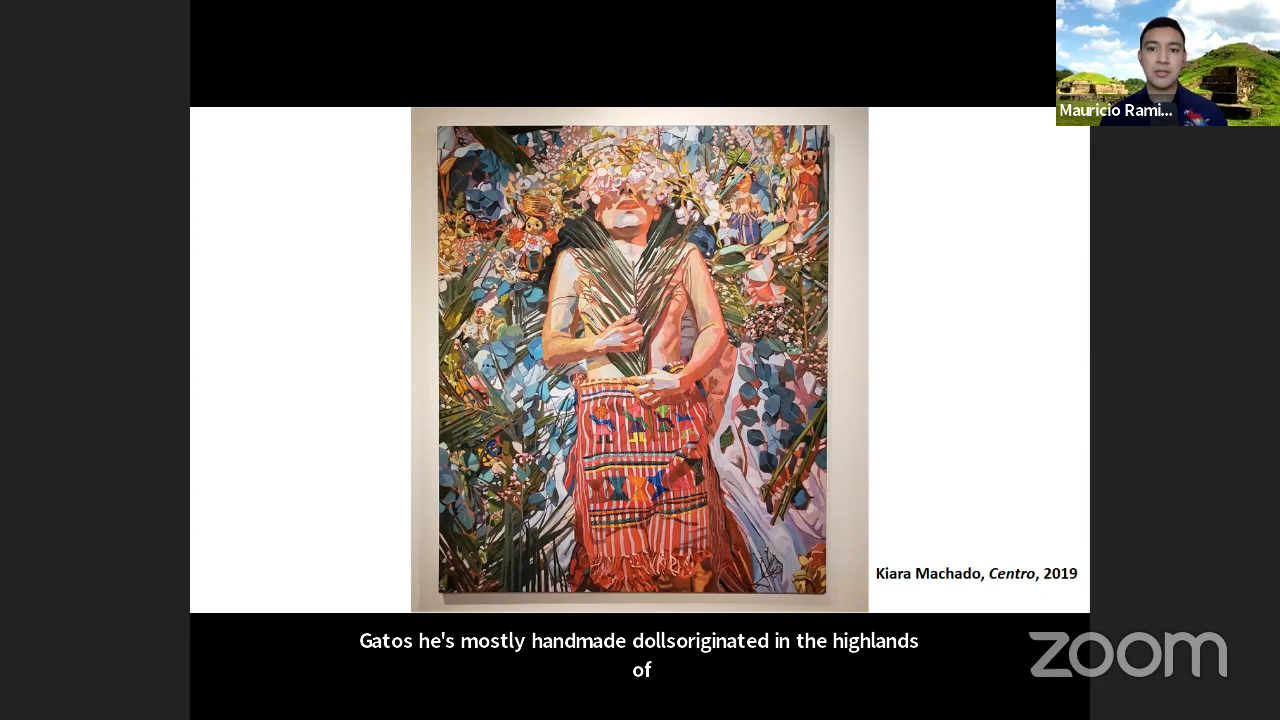 Mauricio Rami...
Kiara Machado, Centro, 2019
Gatos he's mostly handmade dollsoriginated in the highlands
of
zoom